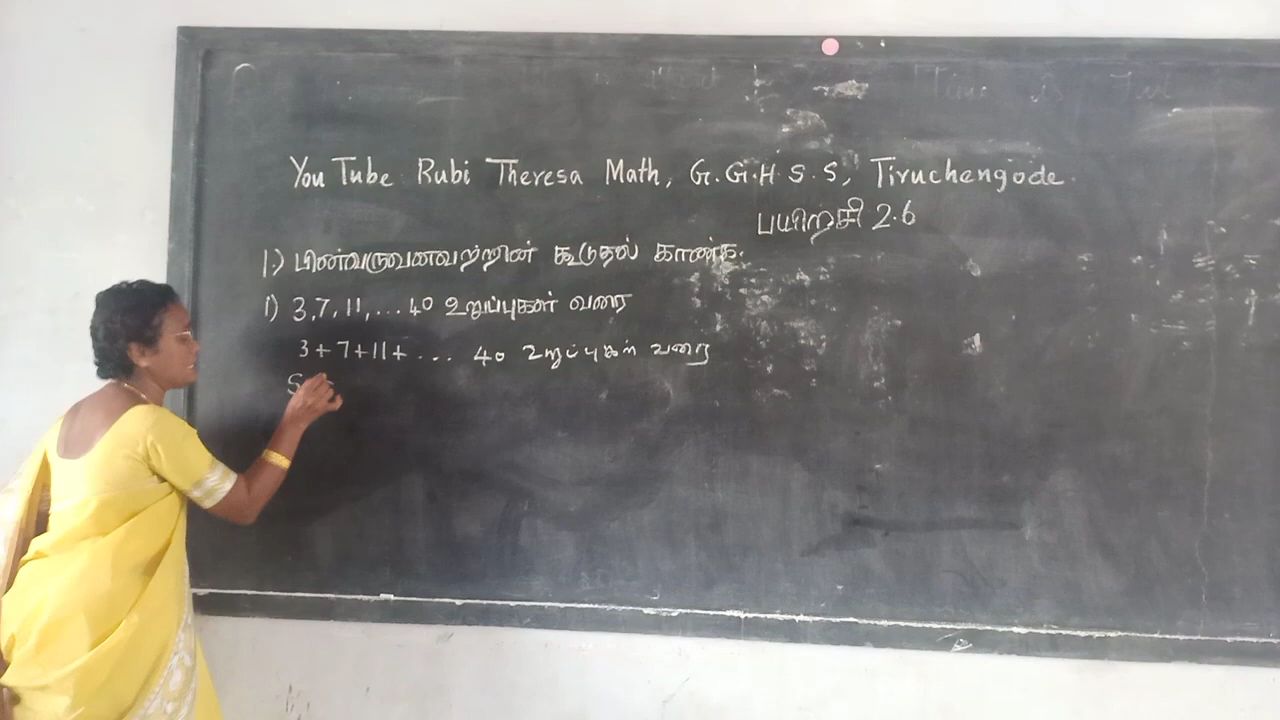 You Tube Rubi Theresa Math, G.G.H.S.S, Tiruchengode.
பயிற்சி 2.6
1.) பின்வருவனவற்றின் கூடுதல் காண்க.
i) 3, 7, 11, ... 40 உறுப்புகள் வரை
3 + 7 + 11 + ... 40 உறுப்புகள் வரை
S